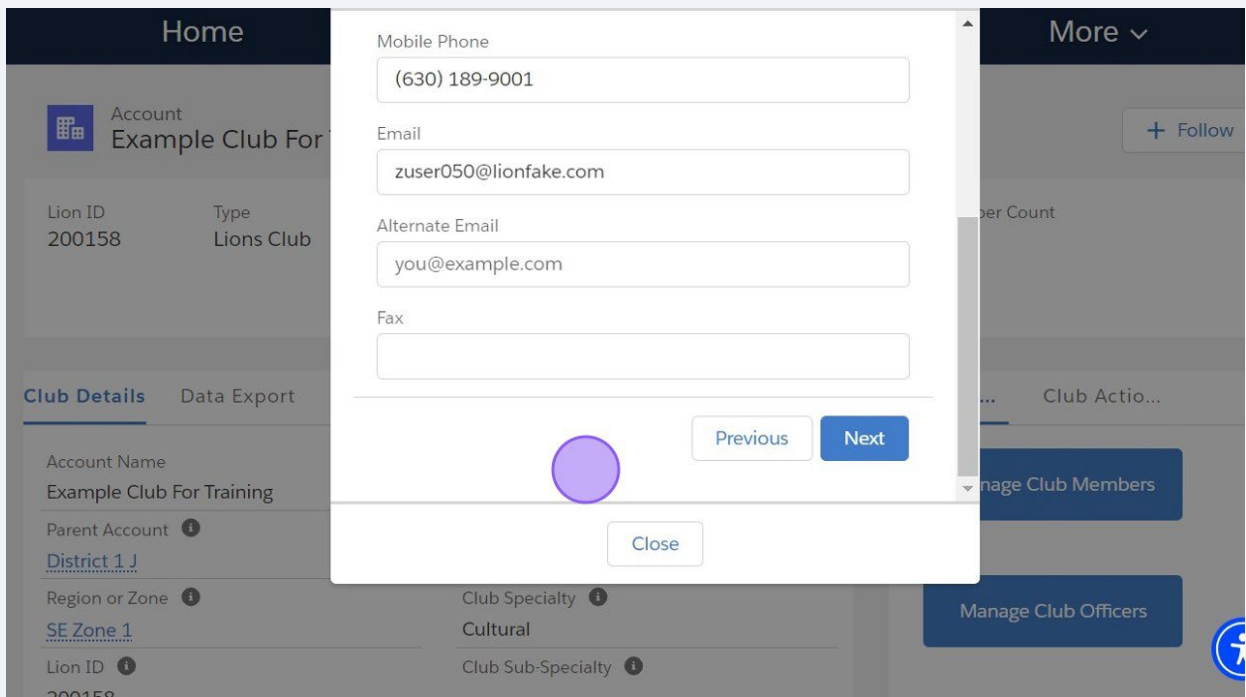 Home
More
Account
Example Club For
+ Follow
Lion ID
200158
Type
Lions Club
Count
Mobile Phone
(630) 189-9001
Email
zuser050@lionfake.com
Alternate Email
you@example.com
Fax
Previous
Next
Close
Club Details
Data Export
Account Name
Example Club For Training
Parent Account
District 1 J
Region or Zone
SE Zone 1
Lion ID
Club Specialty
Cultural
Club Sub-Specialty
...
Club Actio...
nage Club Members
Manage Club Officers